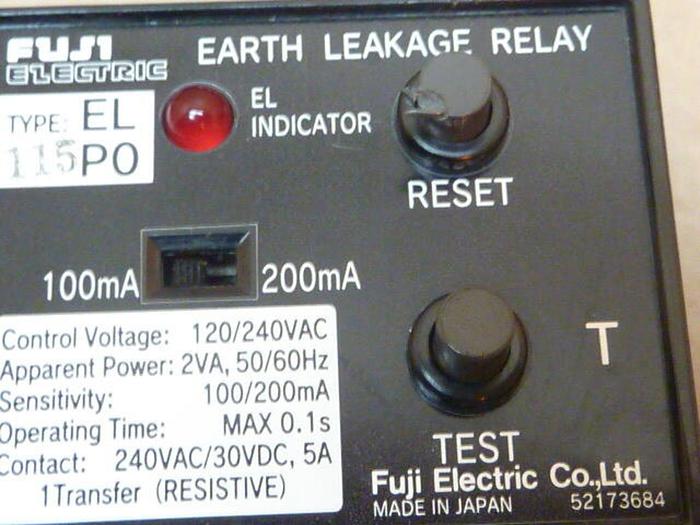 FUJI
ELECTRIC
EARTH LEAKAGE RELAY
TYPE: EL
115PO
EL
INDICATOR
RESET
100mA
200mA
Control Voltage: 120/240VAC
Apparent Power: 2VA, 50/60Hz
Sensitivity: 100/200mA
Operating Time: MAX 0.1s
Contact: 240VAC/30VDC, 5A
1Transfer (RESISTIVE)
T
TEST
Fuji Electric Co.,Ltd.
MADE IN JAPAN 52173684